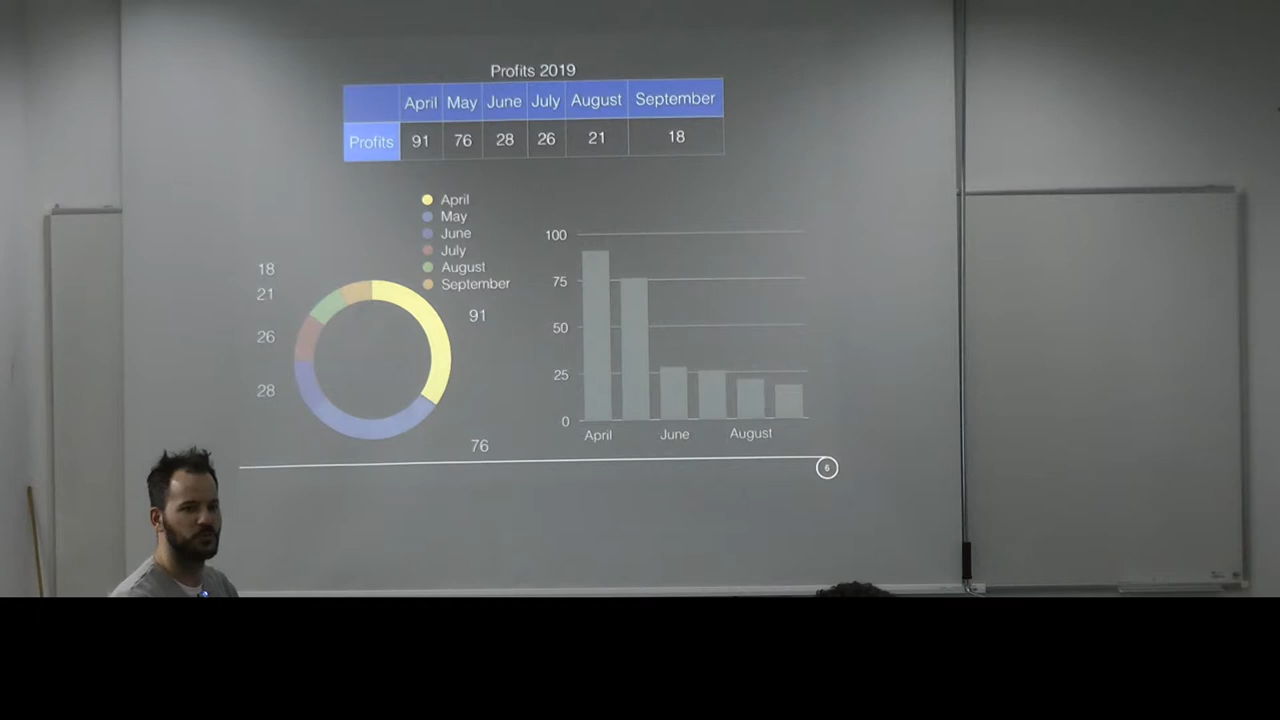 Profits 2019
April May June July August September
Profits 91 76 28 26 21 18
April
May
June
July
August
September
18
21
26
28
91
76
100
75
50
25
0
April June August
6